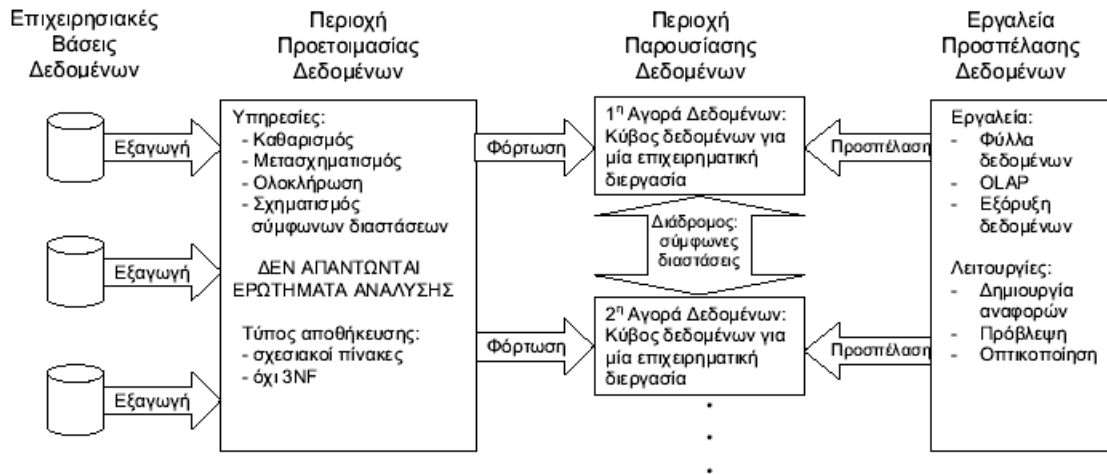 Επιχειρησιακές
Βάσεις
Δεδομένων
Περιοχή
Προετοιμασίας
Δεδομένων
Περιοχή
Παρουσίασης
Δεδομένων
Εργαλεία
Προσπέλασης
Δεδομένων
Εξαγωγή
Εξαγωγή
Εξαγωγή
Υπηρεσίες:
- Καθαρισμός
- Μετασχηματισμός
- Ολοκλήρωση
- Σχηματισμός
σύμφωνων διαστάσεων
ΔΕΝ ΑΠΑΝΤΩΝΤΑΙ
ΕΡΩΤΗΜΑΤΑ ΑΝΑΛΥΣΗΣ
Τύπος αποθήκευσης:
- σχεσιακοί πίνακες
- όχι 3NF
Φόρτωση
Φόρτωση
1η Αγορά Δεδομένων:
Κύβος δεδομένων για
μία επιχειρηματική
διεργασία
Διάδρομος:
σύμφωνες
διαστάσεις
2η Αγορά Δεδομένων:
Κύβος δεδομένων για
μία επιχειρηματική
διεργασία
Προσπέλαση
Προσπέλαση
Εργαλεία:
- Φύλλα
δεδομένων
- OLAP
- Εξόρυξη
δεδομένων
Λειτουργίες:
- Δημιουργία
αναφορών
- Πρόβλεψη
- Οπτικοποίηση